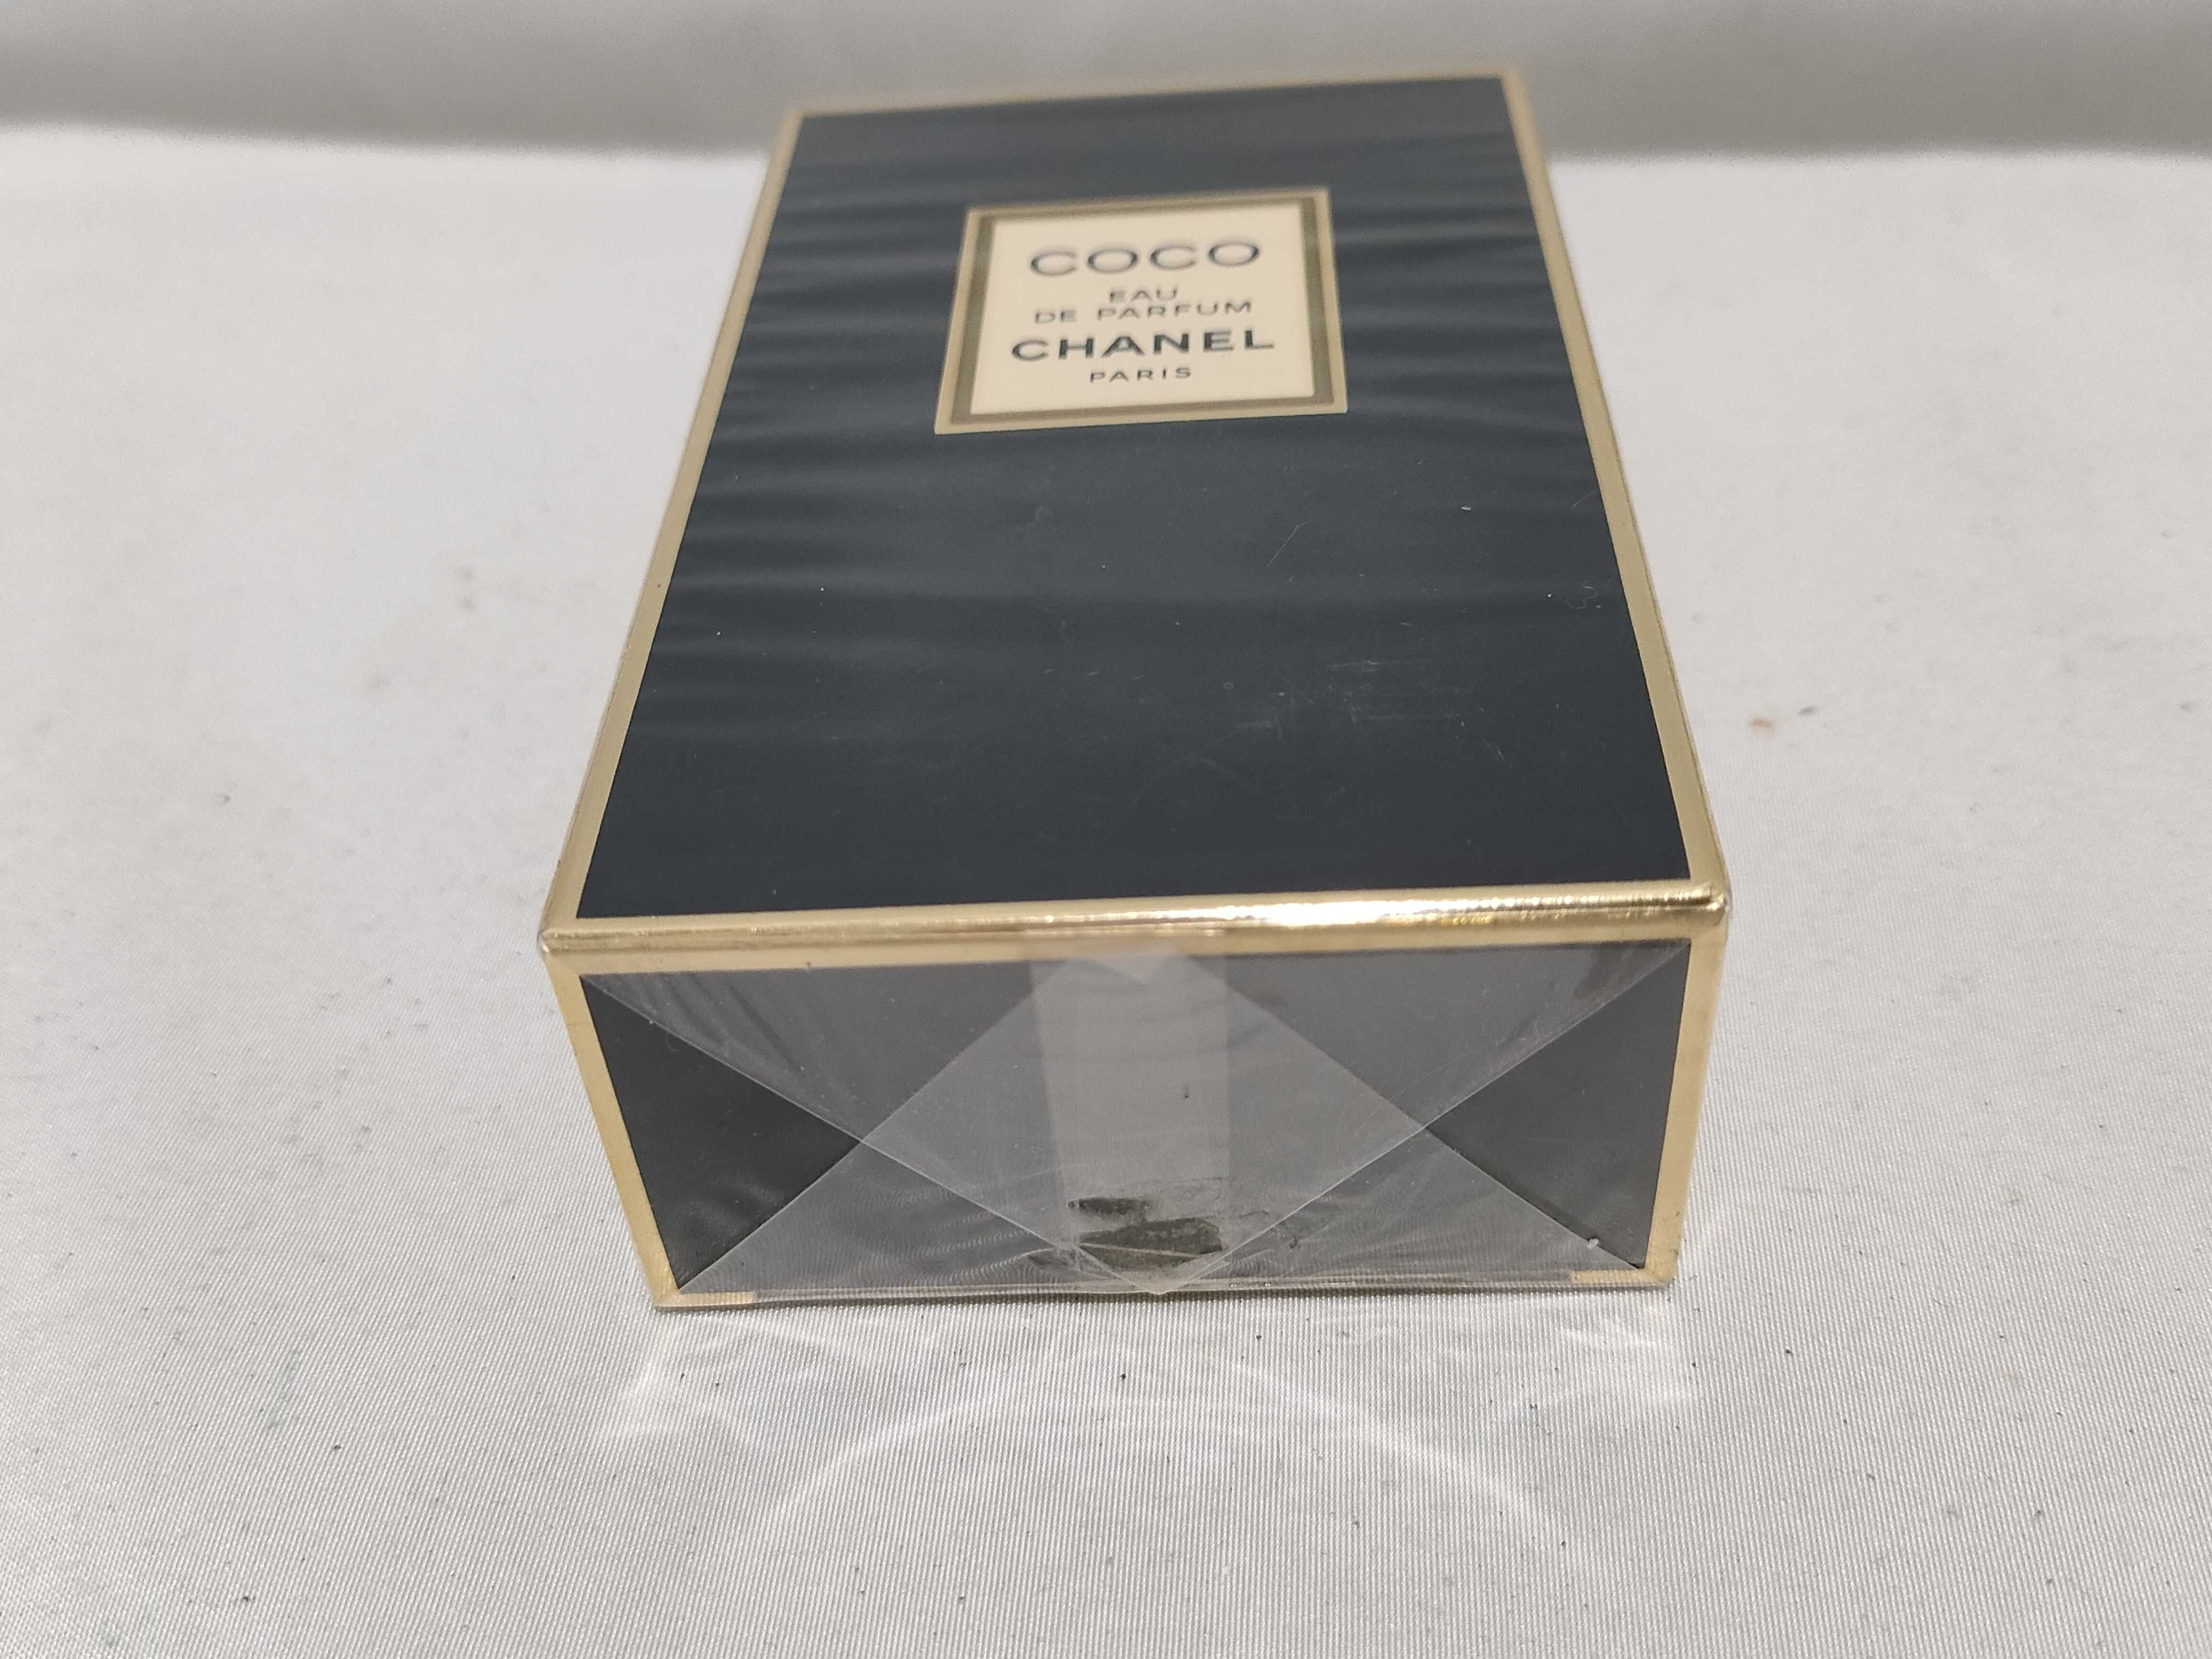 COCO
EAU
DE PARFUM
CHANEL
PARIS